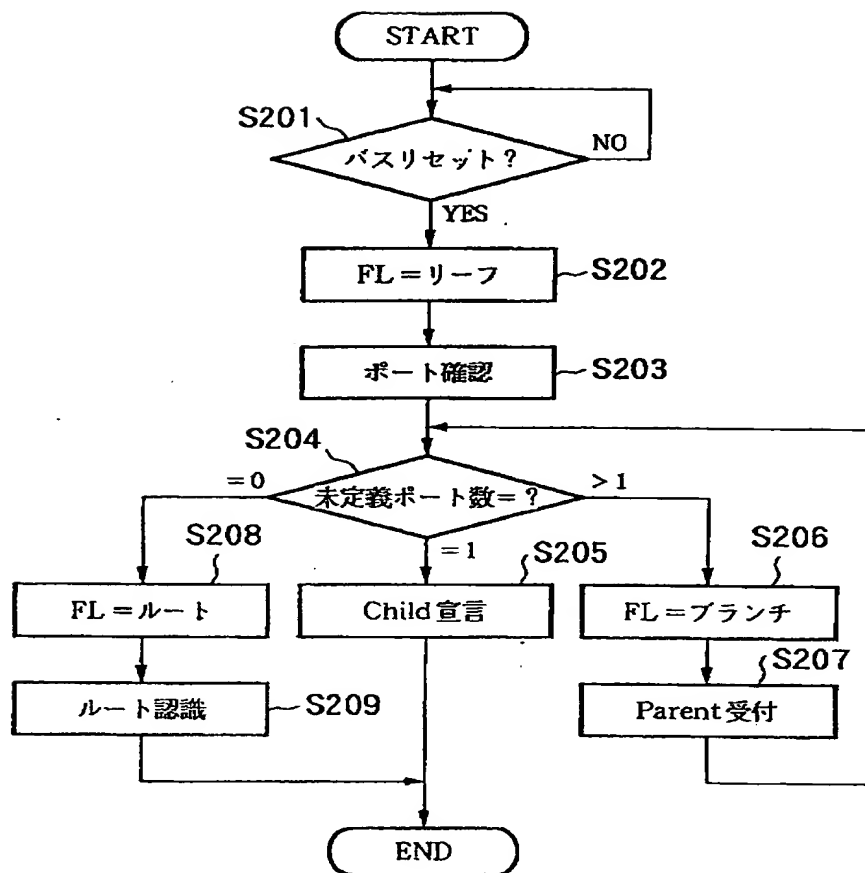 START
S201
バスリセット?
NO
YES
FL=リーフ
S202
ポート確認
S203
S204
=0
未定義ポート数=?
>1
=1
S208
S205
S206
FL=ルート
Child宣言
FL=ブランチ
S207
ルート認識
S209
Parent受付
END